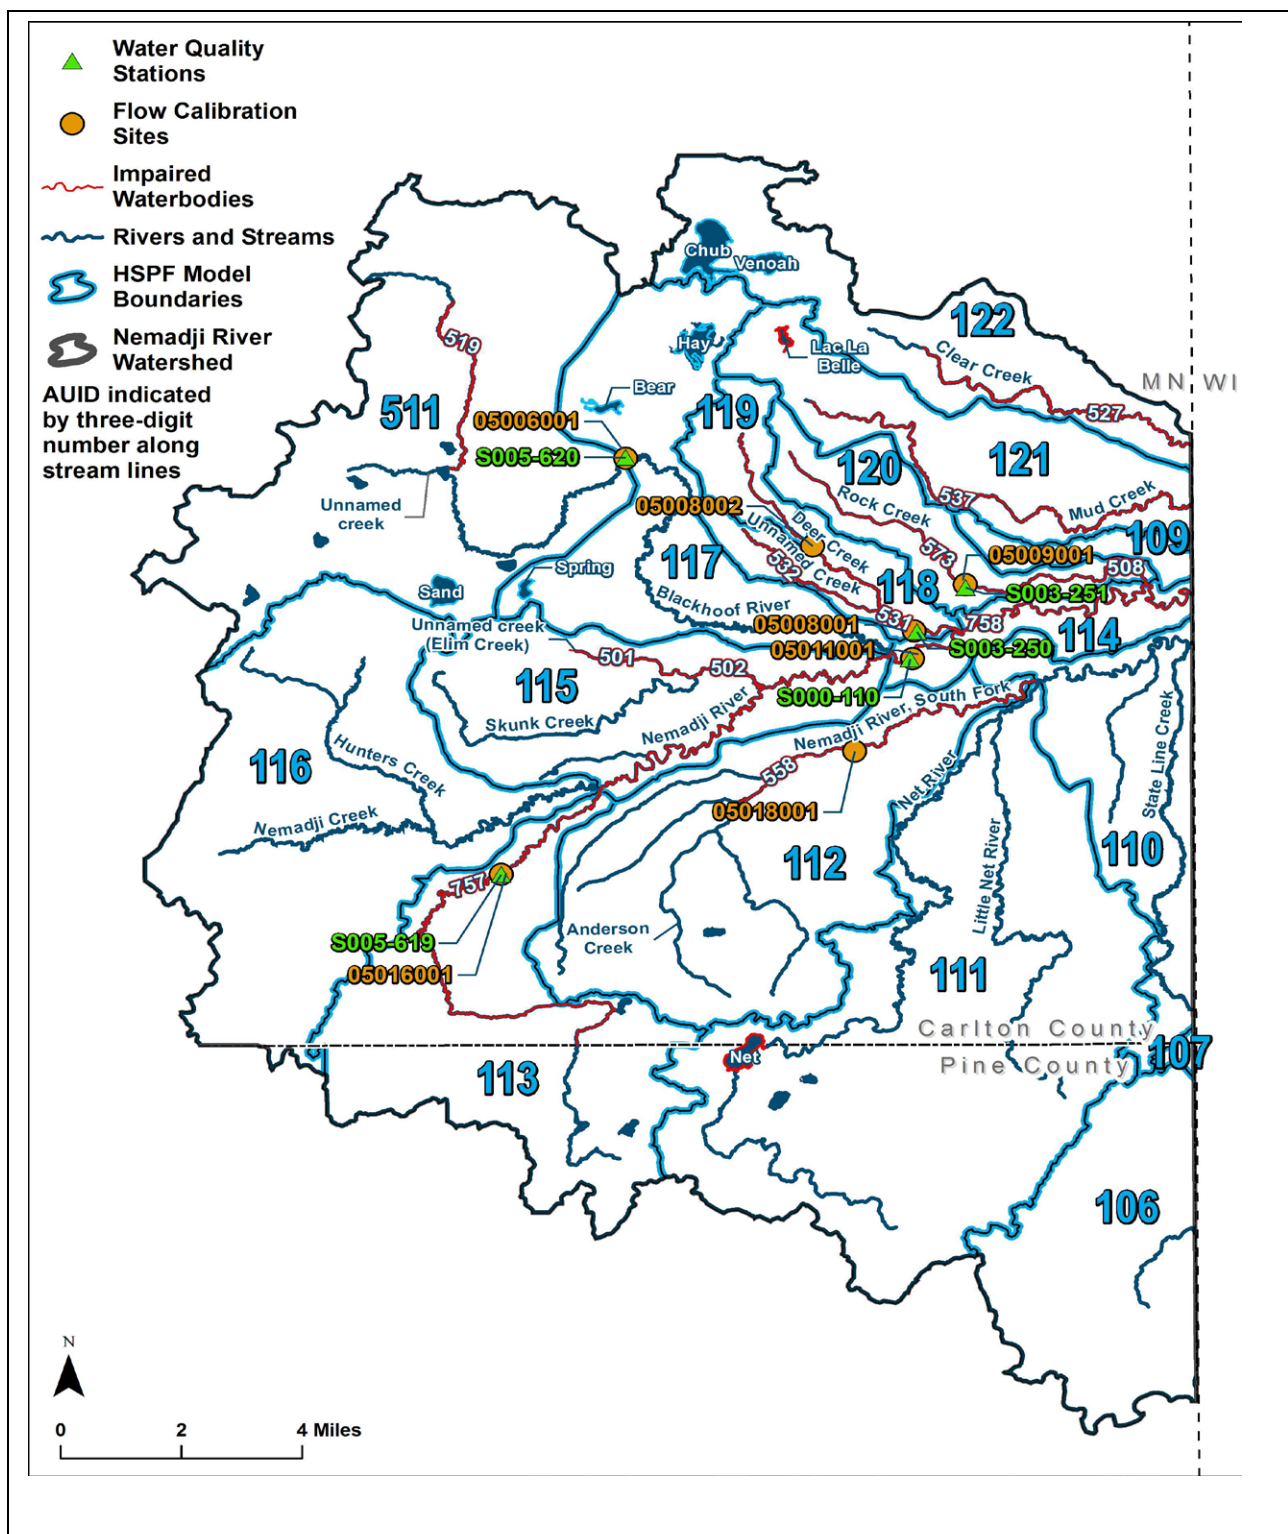 Water Quality
Stations
Flow Calibration
Sites
Impaired
Waterbodies
Rivers and Streams
HSPF Model
Boundaries
Nemadji River
Watershed
AUID indicated
by three-digit
number along
stream lines
Chub
Venoah
122
Hay
Lac La
Belle
Clear Creek
MN WI
519
Bear
511
05006001
119
527
S005-620
120
121
Unnamed
creek
05008002
Rock Creek
537
Mud Creek
Deer Creek
Unnamed Creek
109
573
05009001
117
532
508
Spring
118
S003-251
Sand
Blackhoof River
Unnamed creek
(Elim Creek)
05008001
531
758
114
05011001
S003-250
501
502
115
S000-110
Skunk Creek
Nemadji River
Nemadji River, South Fork
State Line Creek
116
Hunters Creek
558
Net River
05018001
Nemadji Creek
Little Net River
112
110
757
Anderson
Creek
S005-619
05016001
111
Carlton County
Net
107
Pine County
113
106
N
0 2 4 Miles